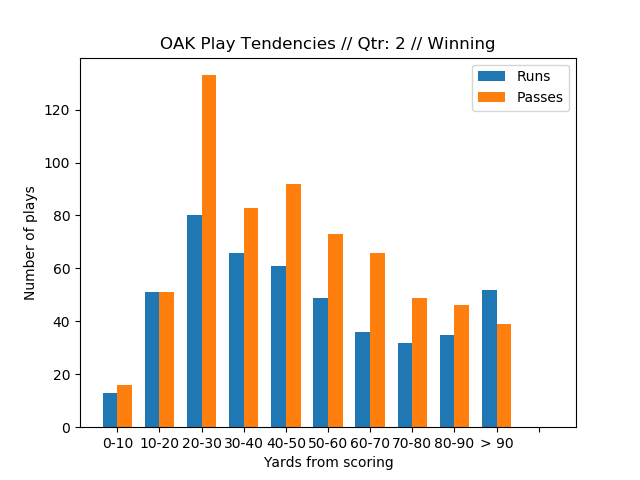 OAK Play Tendencies // Qtr: 2 // Winning
Runs
Passes
Number of plays
120
100
80
60
40
20
0
0-10 10-20 20-30 30-40 40-50 50-60 60-70 70-80 80-90 > 90
Yards from scoring